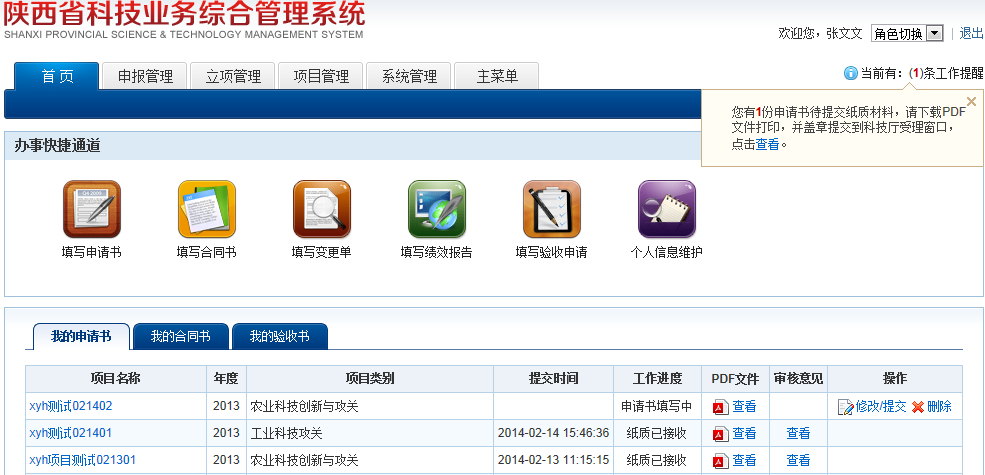 陕西省科技业务综合管理系统
SHANXI PROVINCIAL SCIENCE & TECHNOLOGY MANAGEMENT SYSTEM
欢迎您，张文文 角色切换 | 退出
首页 申报管理 立项管理 项目管理 系统管理 主菜单
当前有：(1)条工作提醒
您有1份申请书待提交纸质材料，请下载PDF
文件打印，并盖章提交到科技厅受理窗口，
点击查看。
办事快捷通道
Q4 2009
填写申请书 填写合同书 填写变更单 填写绩效报告 填写验收申请 个人信息维护
我的申请书 我的合同书 我的验收书
项目名称 年度 项目类别 提交时间 工作进度 PDF文件 审核意见 操作
xyh测试021402 2013 农业科技创新与攻关 申请书填写中 查看 修改/提交 删除
xyh测试021401 2013 工业科技攻关 2014-02-14 15:46:36 纸质已接收 查看 查看
xyh项目测试021301 2013 农业科技创新与攻关 2014-02-13 11:15:15 纸质已接收 查看 查看